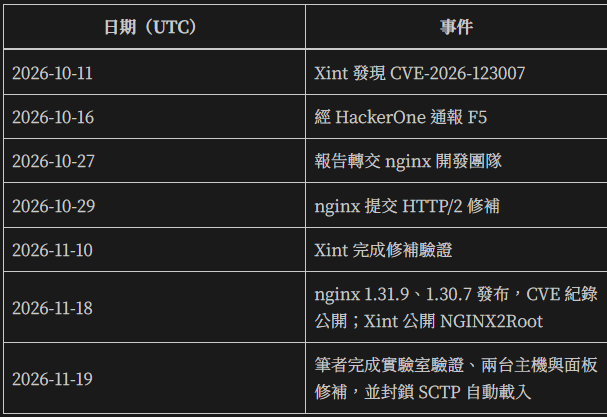 日期（UTC）	事件
2026-10-11	Xint 發現 CVE-2026-123007
2026-10-16	經 HackerOne 通報 F5
2026-10-27	報告轉交 nginx 開發團隊
2026-10-29	nginx 提交 HTTP/2 修補
2026-11-10	Xint 完成修補驗證
2026-11-18	nginx 1.31.9、1.30.7 發布，CVE 紀錄
公開；Xint 公開 NGINX2Root
2026-11-19	筆者完成實驗室驗證、兩台主機與面板
修補，並封鎖 SCTP 自動載入